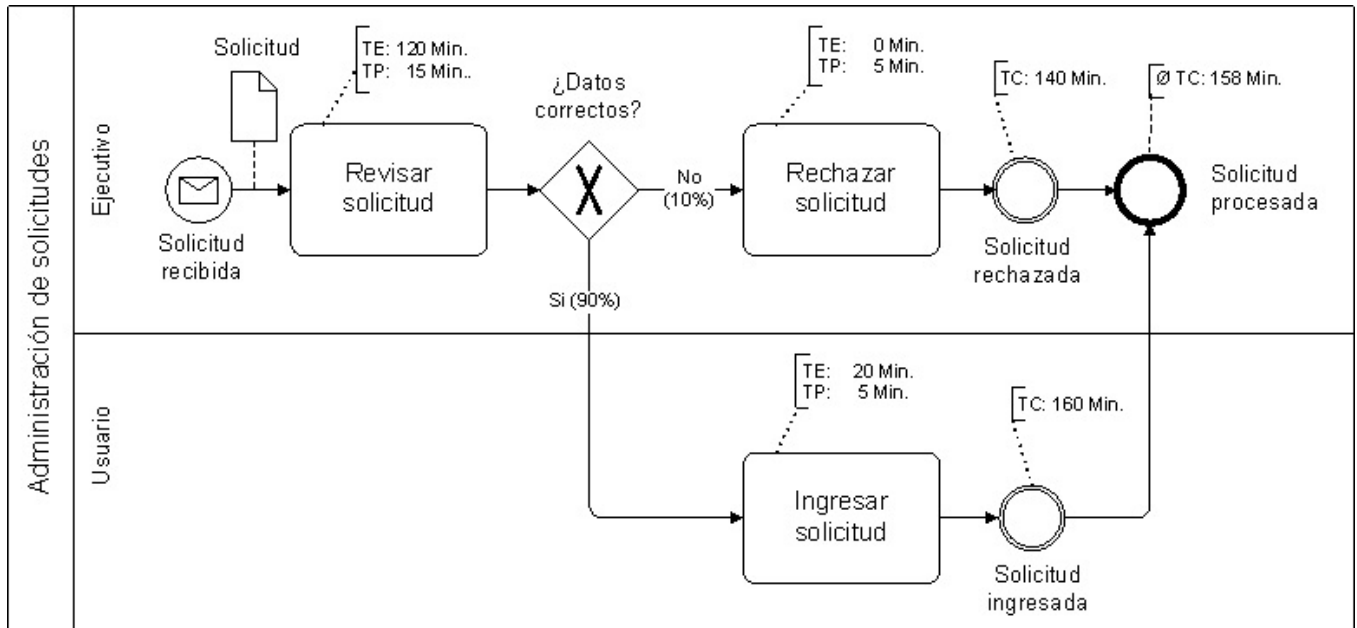 Administración de solicitudes
Ejecutivo
Solicitud
TE: 120 Min.
TP: 15 Min..
¿Datos
correctos?
TE: 0 Min.
TP: 5 Min.
TC: 140 Min.
Ø TC: 158 Min.
Revisar
solicitud
No
(10%)
Rechazar
solicitud
Solicitud
procesada
Solicitud
recibida
Solicitud
rechazada
Si (90%)
Usuario
TE: 20 Min.
TP: 5 Min.
TC: 160 Min.
Ingresar
solicitud
Solicitud
ingresada